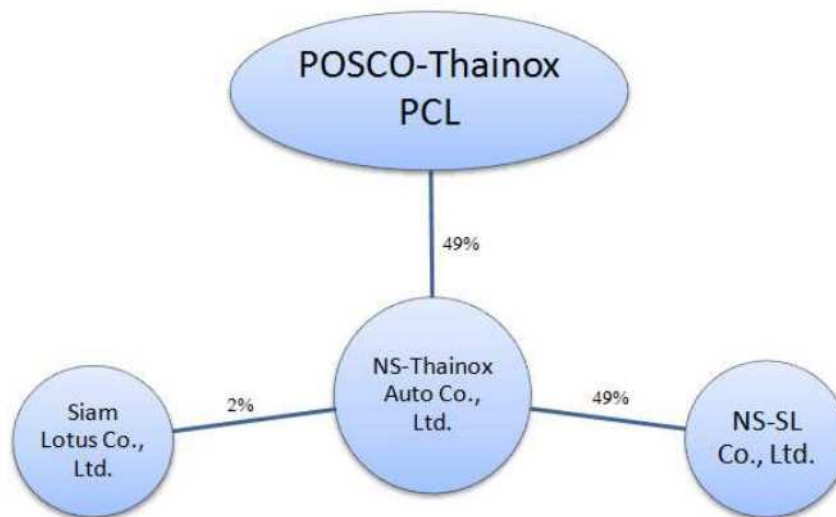 POSCO-Thainox
PCL
49%
NS-Thainox
Auto Co.,
Ltd.
2%
49%
Siam
Lotus Co.,
Ltd.
NS-SL
Co., Ltd.